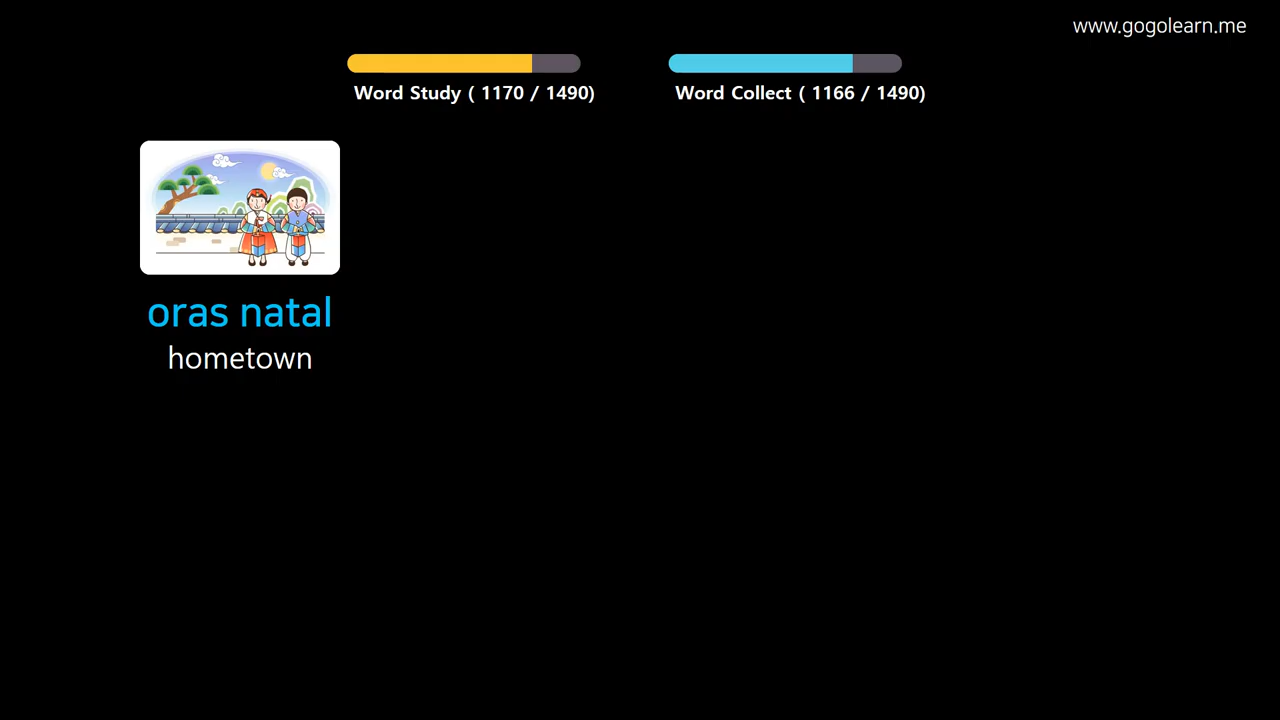 www.gogolearn.me
Word Study ( 1170 / 1490)
Word Collect ( 1166 / 1490)
oras natal
hometown